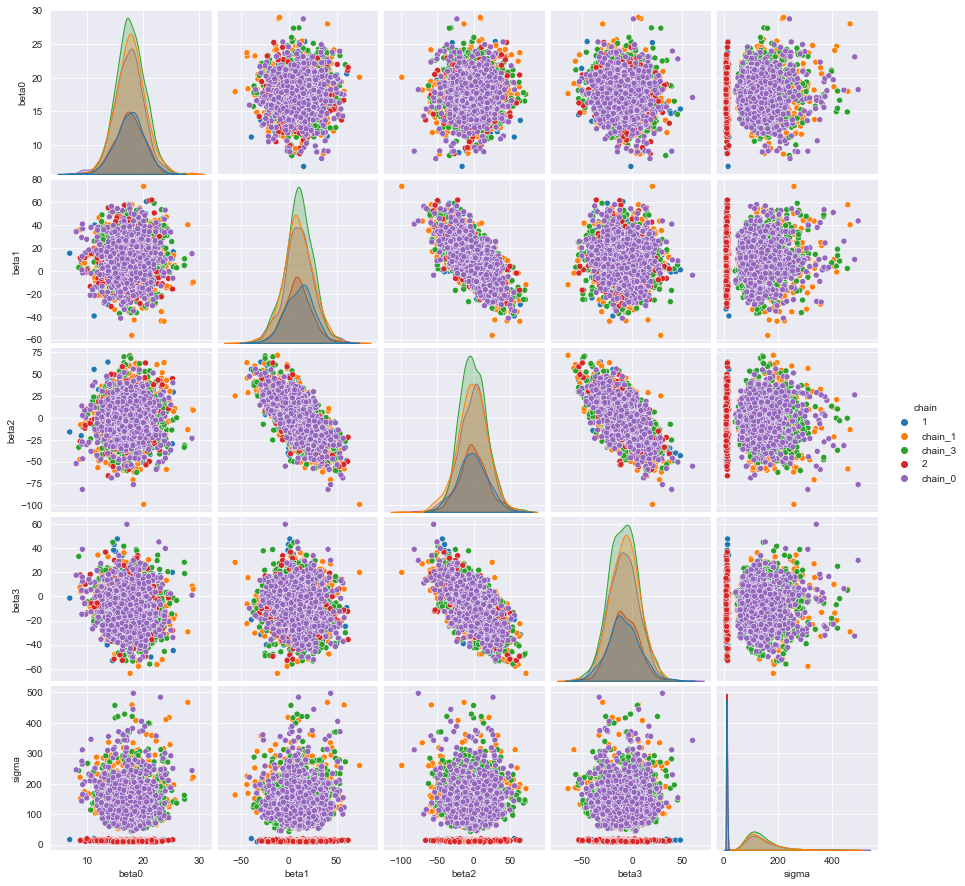 30
25
20
15
10
beta0
80
60
40
20
0
−20
−40
−60
beta1
75
50
25
0
−25
−50
−75
−100
beta2
60
40
20
0
−20
−40
−60
beta3
500
400
300
200
100
0
sigma
10 20 30
beta0
−50 0 50
beta1
−100 −50 0 50
beta2
−50 0 50
beta3
0 200 400
sigma
chain
1
chain_1
chain_3
2
chain_0